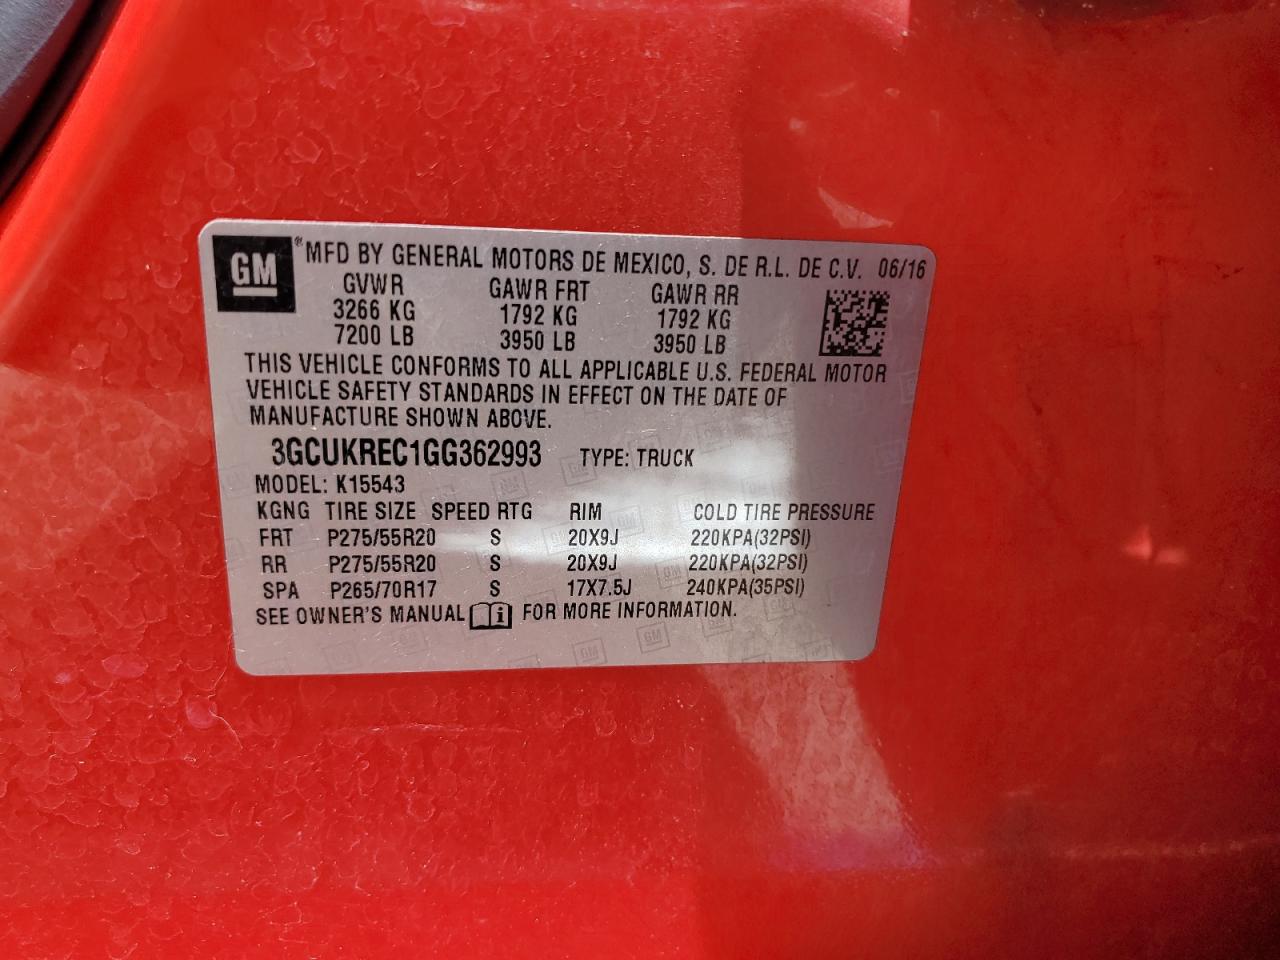 GM ® MFD BY GENERAL MOTORS DE MEXICO, S. DE R.L. DE C.V. 06/16
GVWR GAWR FRT GAWR RR
3266 KG 1792 KG 1792 KG
7200 LB 3950 LB 3950 LB
THIS VEHICLE CONFORMS TO ALL APPLICABLE U.S. FEDERAL MOTOR
VEHICLE SAFETY STANDARDS IN EFFECT ON THE DATE OF
MANUFACTURE SHOWN ABOVE.
3GCUKREC1GG362993 TYPE: TRUCK
MODEL: K15543
KGNG TIRE SIZE SPEED RTG RIM COLD TIRE PRESSURE
FRT P275/55R20 S 20X9J 220KPA(32PSI)
RR P275/55R20 S 20X9J 220KPA(32PSI)
SPA P265/70R17 S 17X7.5J 240KPA(35PSI)
SEE OWNER'S MANUAL i FOR MORE INFORMATION.